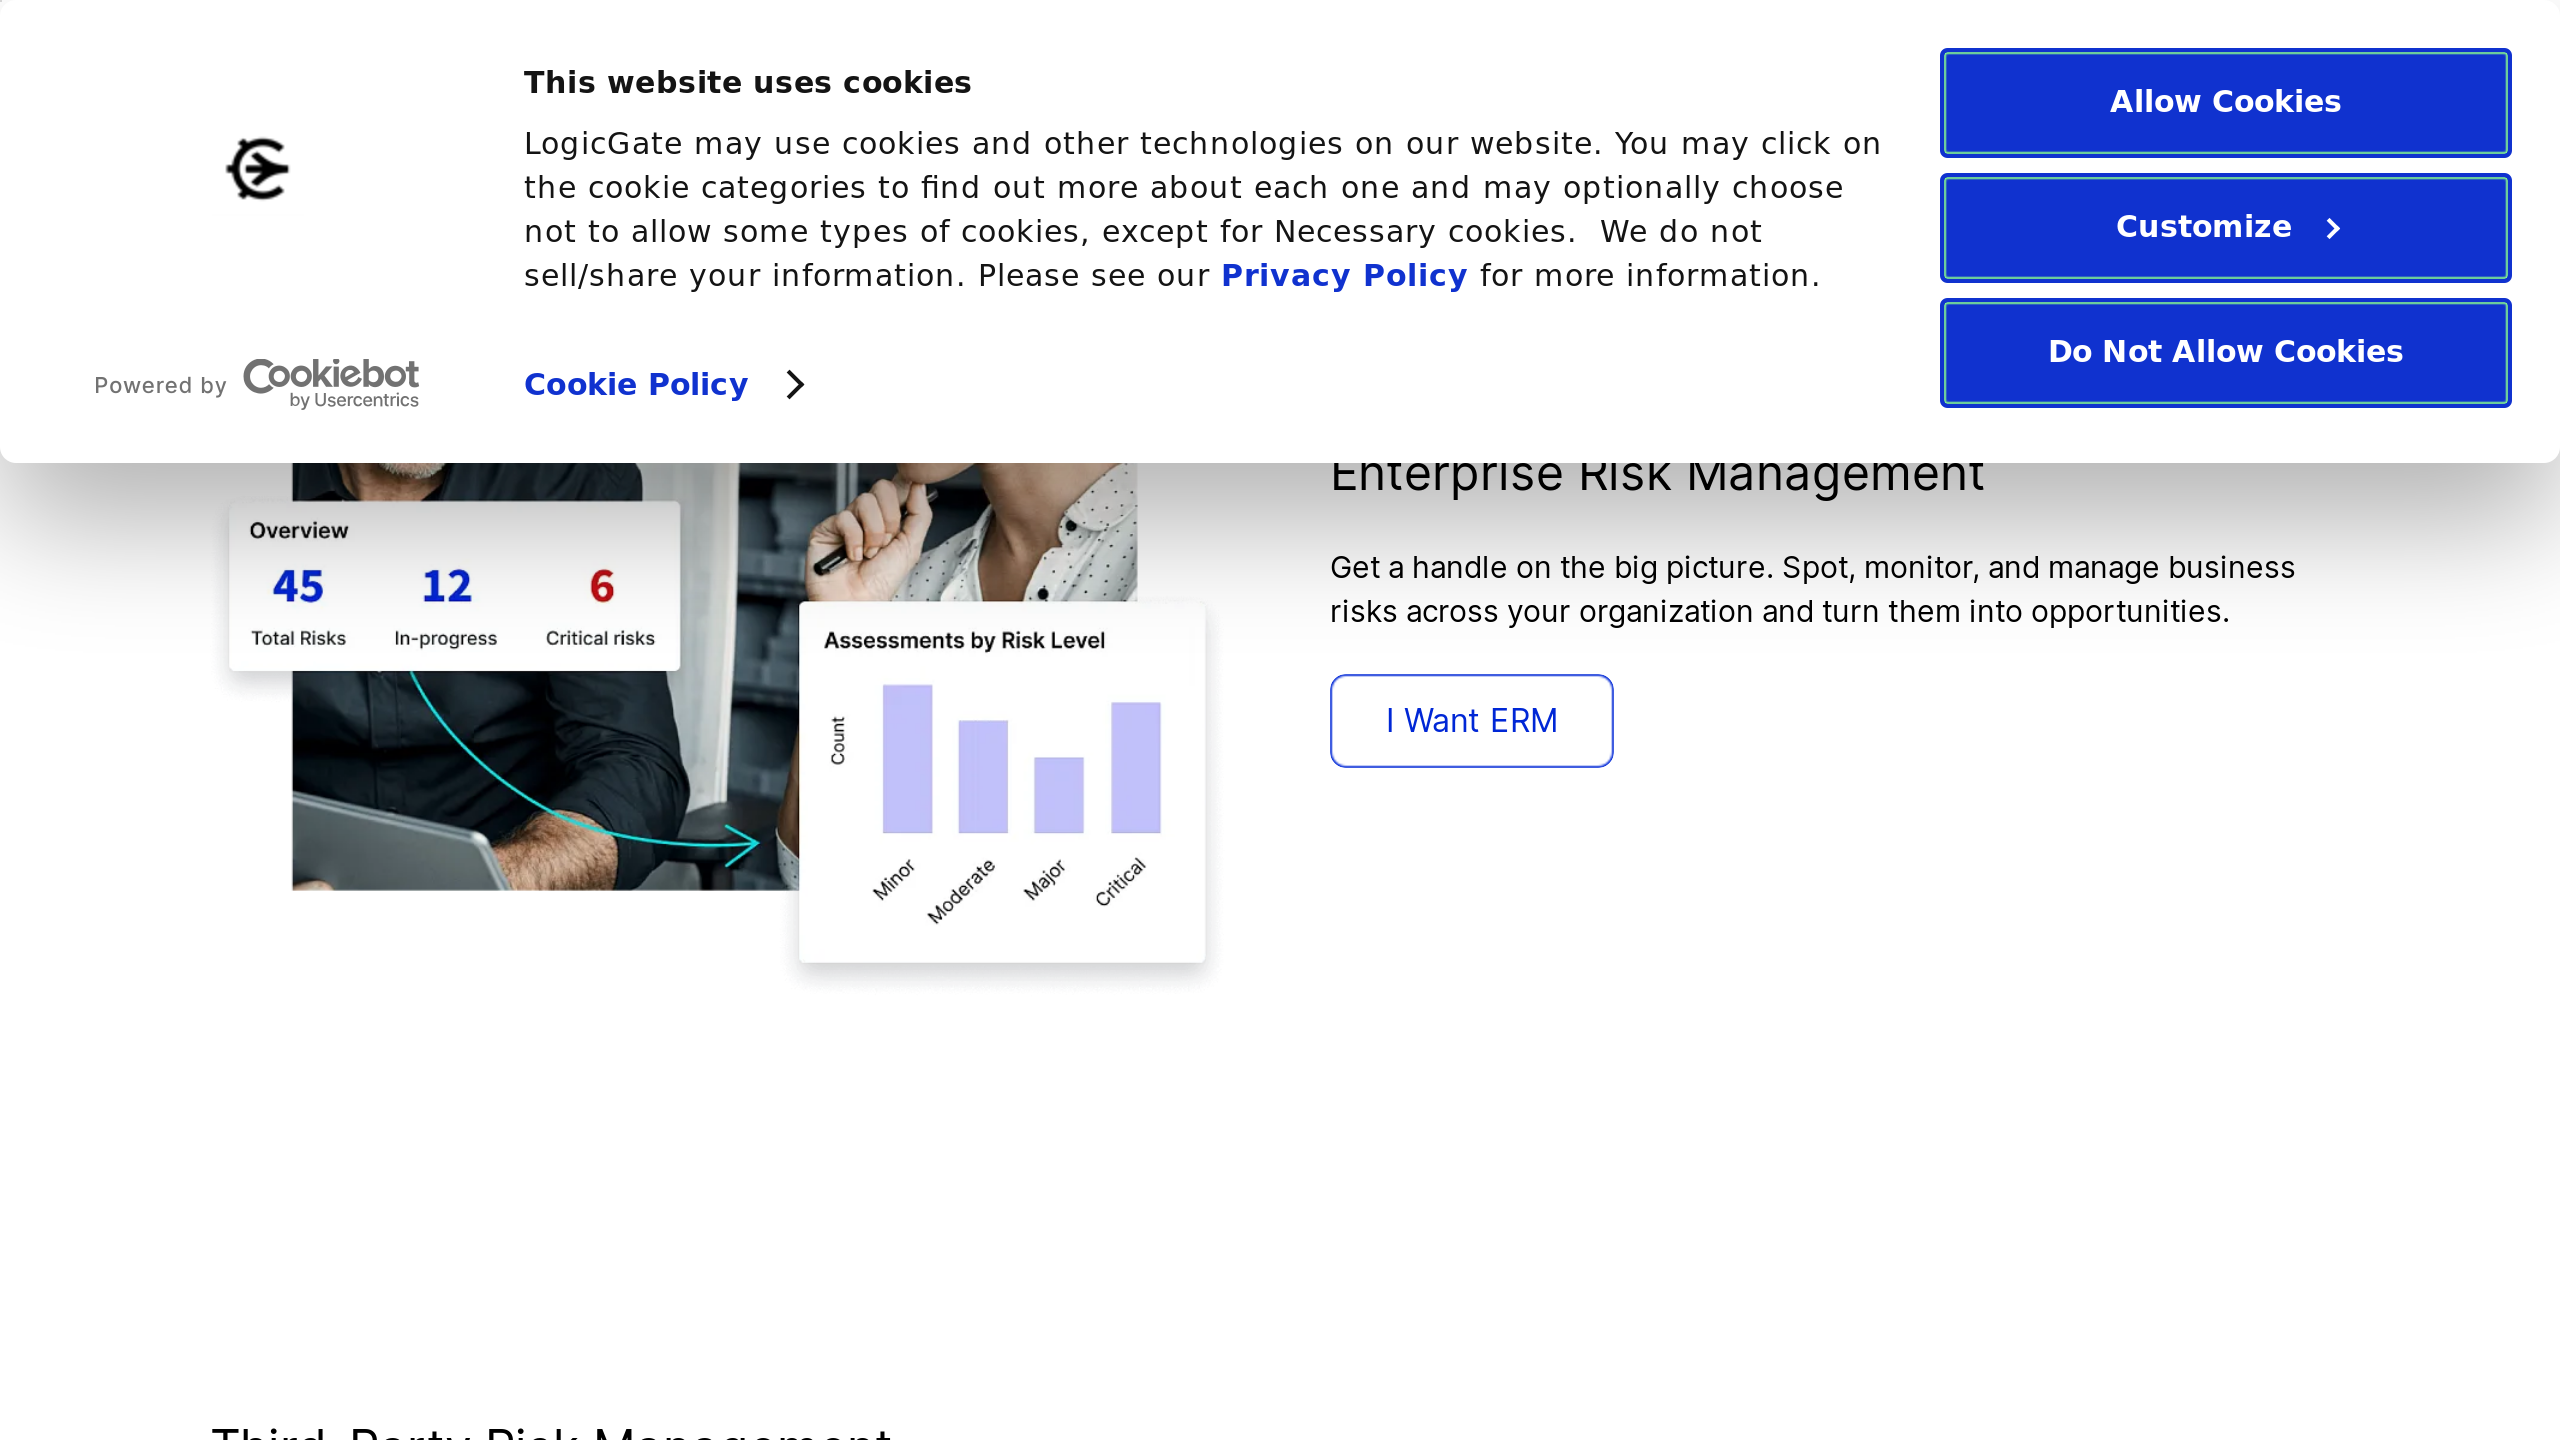 This website uses cookies
LogicGate may use cookies and other technologies on our website. You may click on
the cookie categories to find out more about each one and may optionally choose
not to allow some types of cookies, except for Necessary cookies.  We do not
sell/share your information. Please see our Privacy Policy for more information.
Powered by Cookiebot
by Usercentrics
Cookie Policy
Allow Cookies
Customize
Do Not Allow Cookies
Overview
45 12 6
Total Risks In-progress Critical risks
Assessments by Risk Level
Count
Minor Moderate Major Critical
Enterprise Risk Management
Get a handle on the big picture. Spot, monitor, and manage business
risks across your organization and turn them into opportunities.
I Want ERM
Third-Party Risk Management